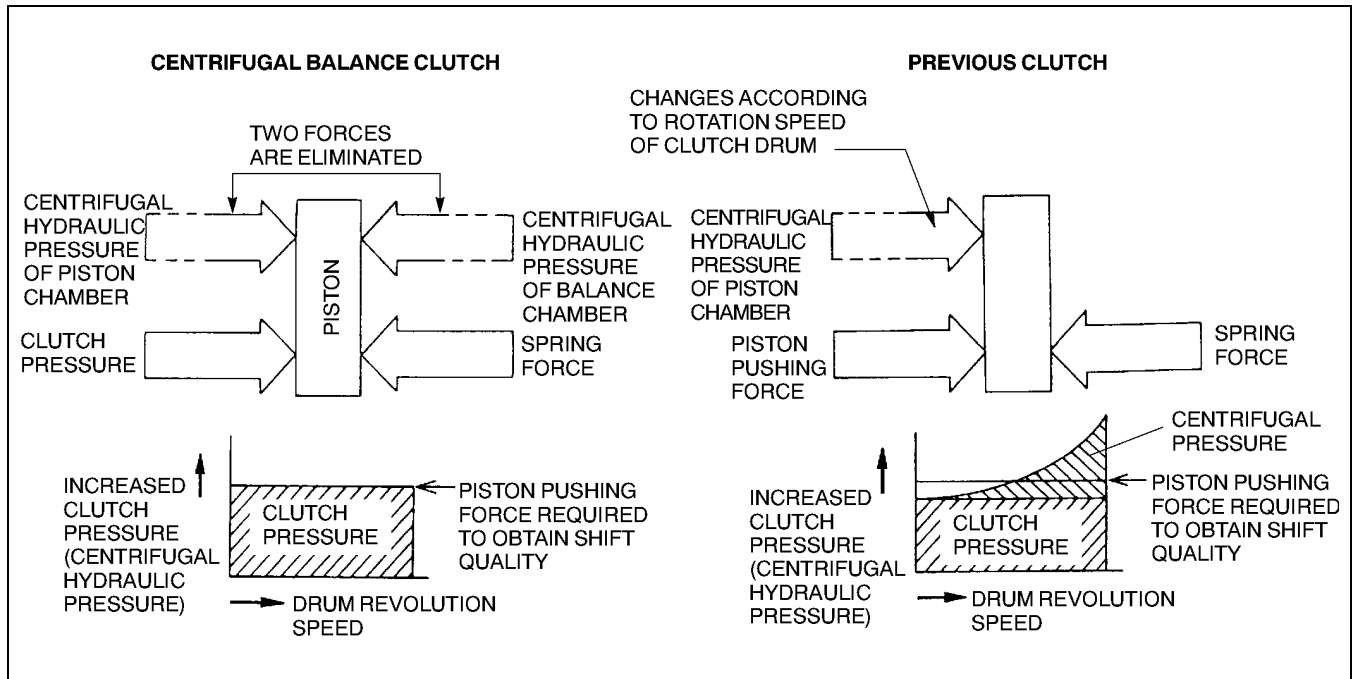 CENTRIFUGAL BALANCE CLUTCH
TWO FORCES
ARE ELIMINATED
CENTRIFUGAL
HYDRAULIC
PRESSURE
OF PISTON
CHAMBER
PISTON
CENTRIFUGAL
HYDRAULIC
PRESSURE
OF BALANCE
CHAMBER
CLUTCH
PRESSURE
SPRING
FORCE
INCREASED
CLUTCH
PRESSURE
(CENTRIFUGAL
HYDRAULIC
PRESSURE)
CLUTCH
PRESSURE
PISTON PUSHING
FORCE REQUIRED
TO OBTAIN SHIFT
QUALITY
DRUM REVOLUTION
SPEED
PREVIOUS CLUTCH
CHANGES ACCORDING
TO ROTATION SPEED
OF CLUTCH DRUM
CENTRIFUGAL
HYDRAULIC
PRESSURE
OF PISTON
CHAMBER
PISTON
PUSHING
FORCE
SPRING
FORCE
CENTRIFUGAL
PRESSURE
INCREASED
CLUTCH
PRESSURE
(CENTRIFUGAL
HYDRAULIC
PRESSURE)
CLUTCH
PRESSURE
PISTON PUSHING
FORCE REQUIRED
TO OBTAIN SHIFT
QUALITY
DRUM REVOLUTION
SPEED